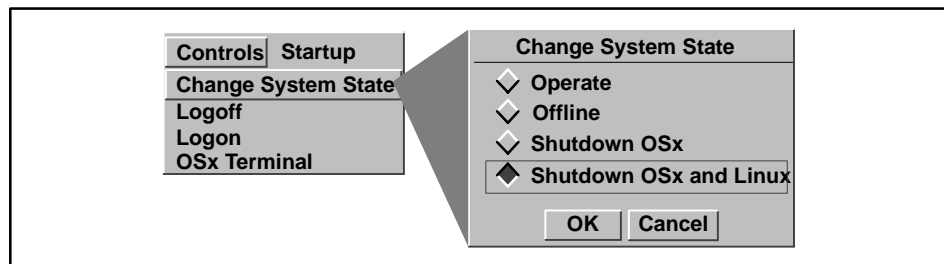 Controls Startup
Change System State
Logoff
Logon
OSx Terminal
Change System State
Operate
Offline
Shutdown OSx
Shutdown OSx and Linux
OK Cancel